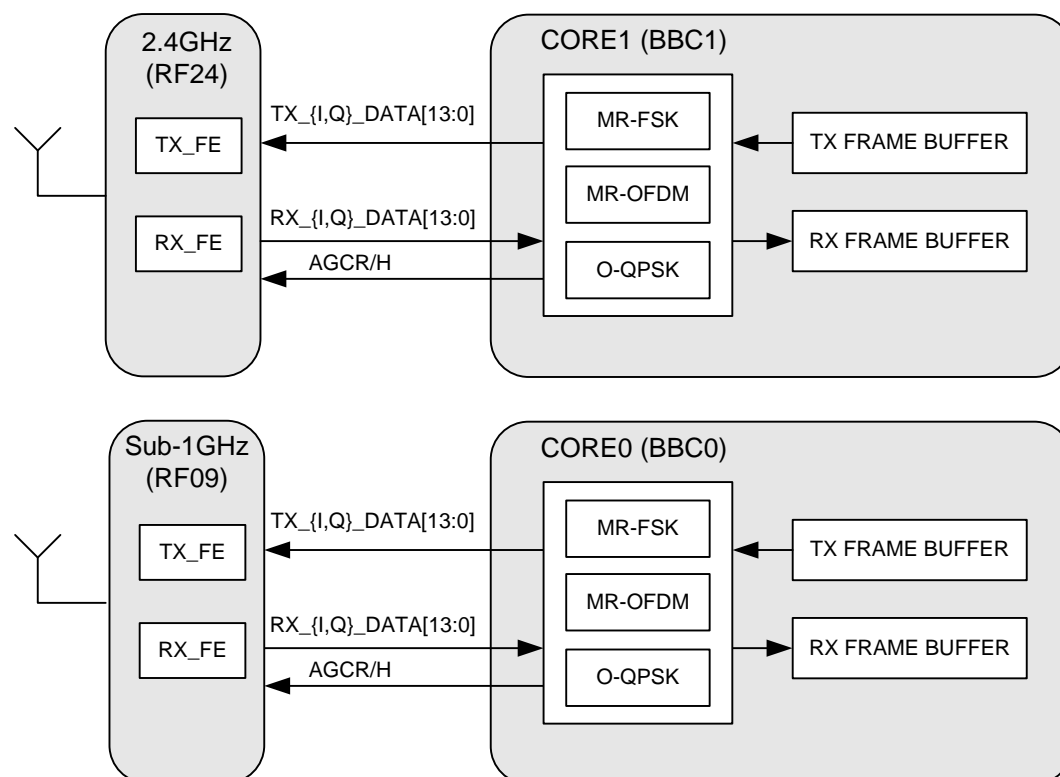 2.4GHz
(RF24)
CORE1 (BBC1)
TX_{I,Q}_DATA[13:0]
MR-FSK
TX_FE
TX FRAME BUFFER
MR-OFDM
RX_{I,Q}_DATA[13:0]
RX_FE
RX FRAME BUFFER
AGCR/H
O-QPSK
Sub-1GHz
(RF09)
CORE0 (BBC0)
TX_{I,Q}_DATA[13:0]
MR-FSK
TX_FE
TX FRAME BUFFER
MR-OFDM
RX_{I,Q}_DATA[13:0]
RX_FE
RX FRAME BUFFER
AGCR/H
O-QPSK